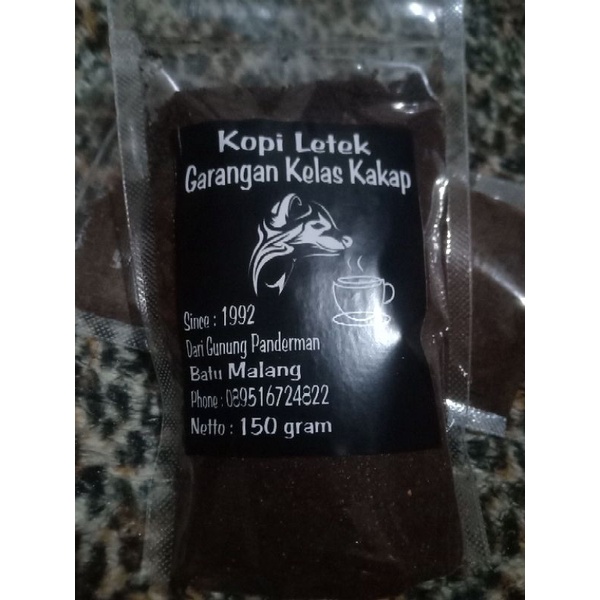 Kopi Letek
Garangan Kelas Kakap
Since : 1992
Dari Gunung Panderman
Batu Malang
Phone : 089516724822
Netto : 150 gram